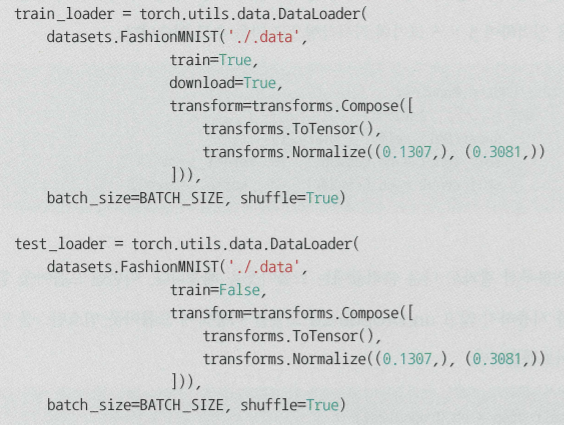 train_loader = torch.utils.data.DataLoader(
    datasets.FashionMNIST('./.data',
                   train=True,
                   download=True,
                   transform=transforms.Compose([
                       transforms.ToTensor(),
                       transforms.Normalize((0.1307,), (0.3081,))
                   ])),
    batch_size=BATCH_SIZE, shuffle=True)

test_loader = torch.utils.data.DataLoader(
    datasets.FashionMNIST('./.data',
                   train=False,
                   transform=transforms.Compose([
                       transforms.ToTensor(),
                       transforms.Normalize((0.1307,), (0.3081,))
                   ])),
    batch_size=BATCH_SIZE, shuffle=True)